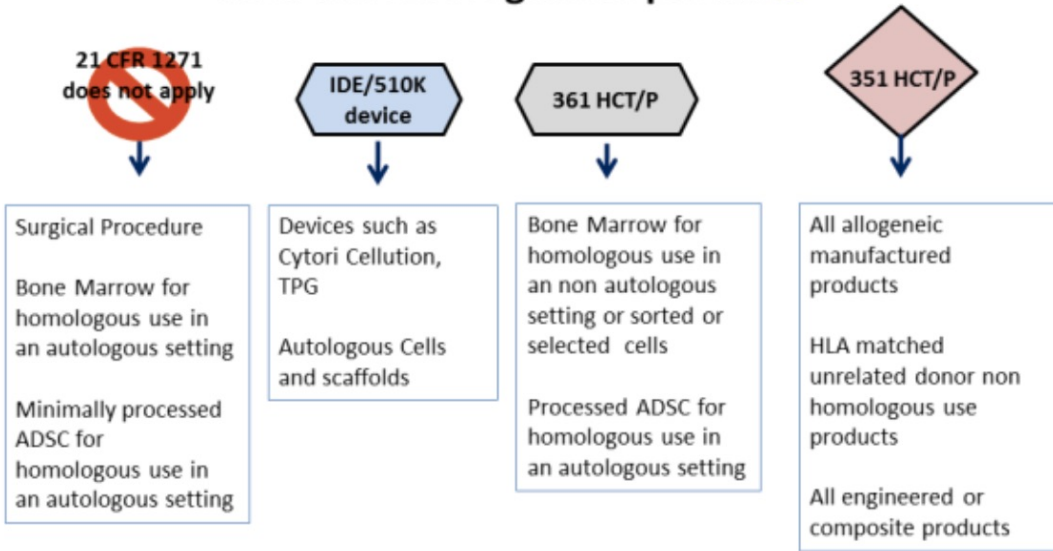 21 CFR 1271
does not apply
IDE/510K
device
361 HCT/P
351 HCT/P
Surgical Procedure
Bone Marrow for
homologous use in
an autologous setting
Minimally processed
ADSC for
homologous use in
an autologous setting
Devices such as
Cytori Cellution,
TPG
Autologous Cells
and scaffolds
Bone Marrow for
homologous use in
an non autologous
setting or sorted or
selected cells
Processed ADSC for
homologous use in
an autologous setting
All allogeneic
manufactured
products
HLA matched
unrelated donor non
homologous use
products
All engineered or
composite products